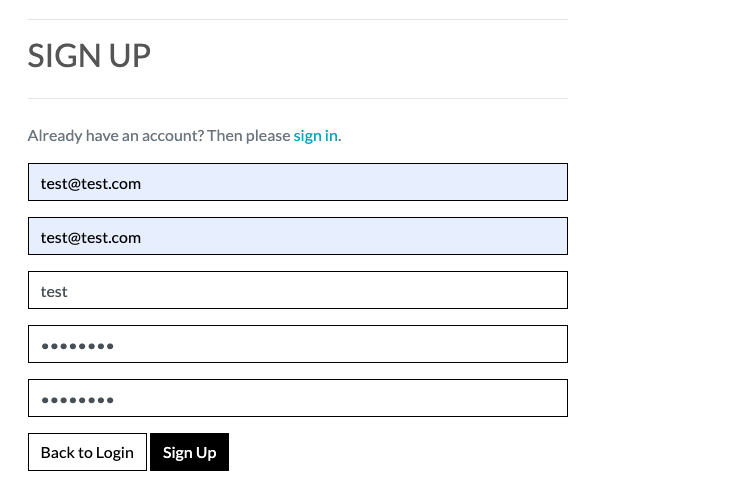 SIGN UP
Already have an account? Then please sign in.
test@test.com
test@test.com
test
••••••••
••••••••
Back to Login Sign Up